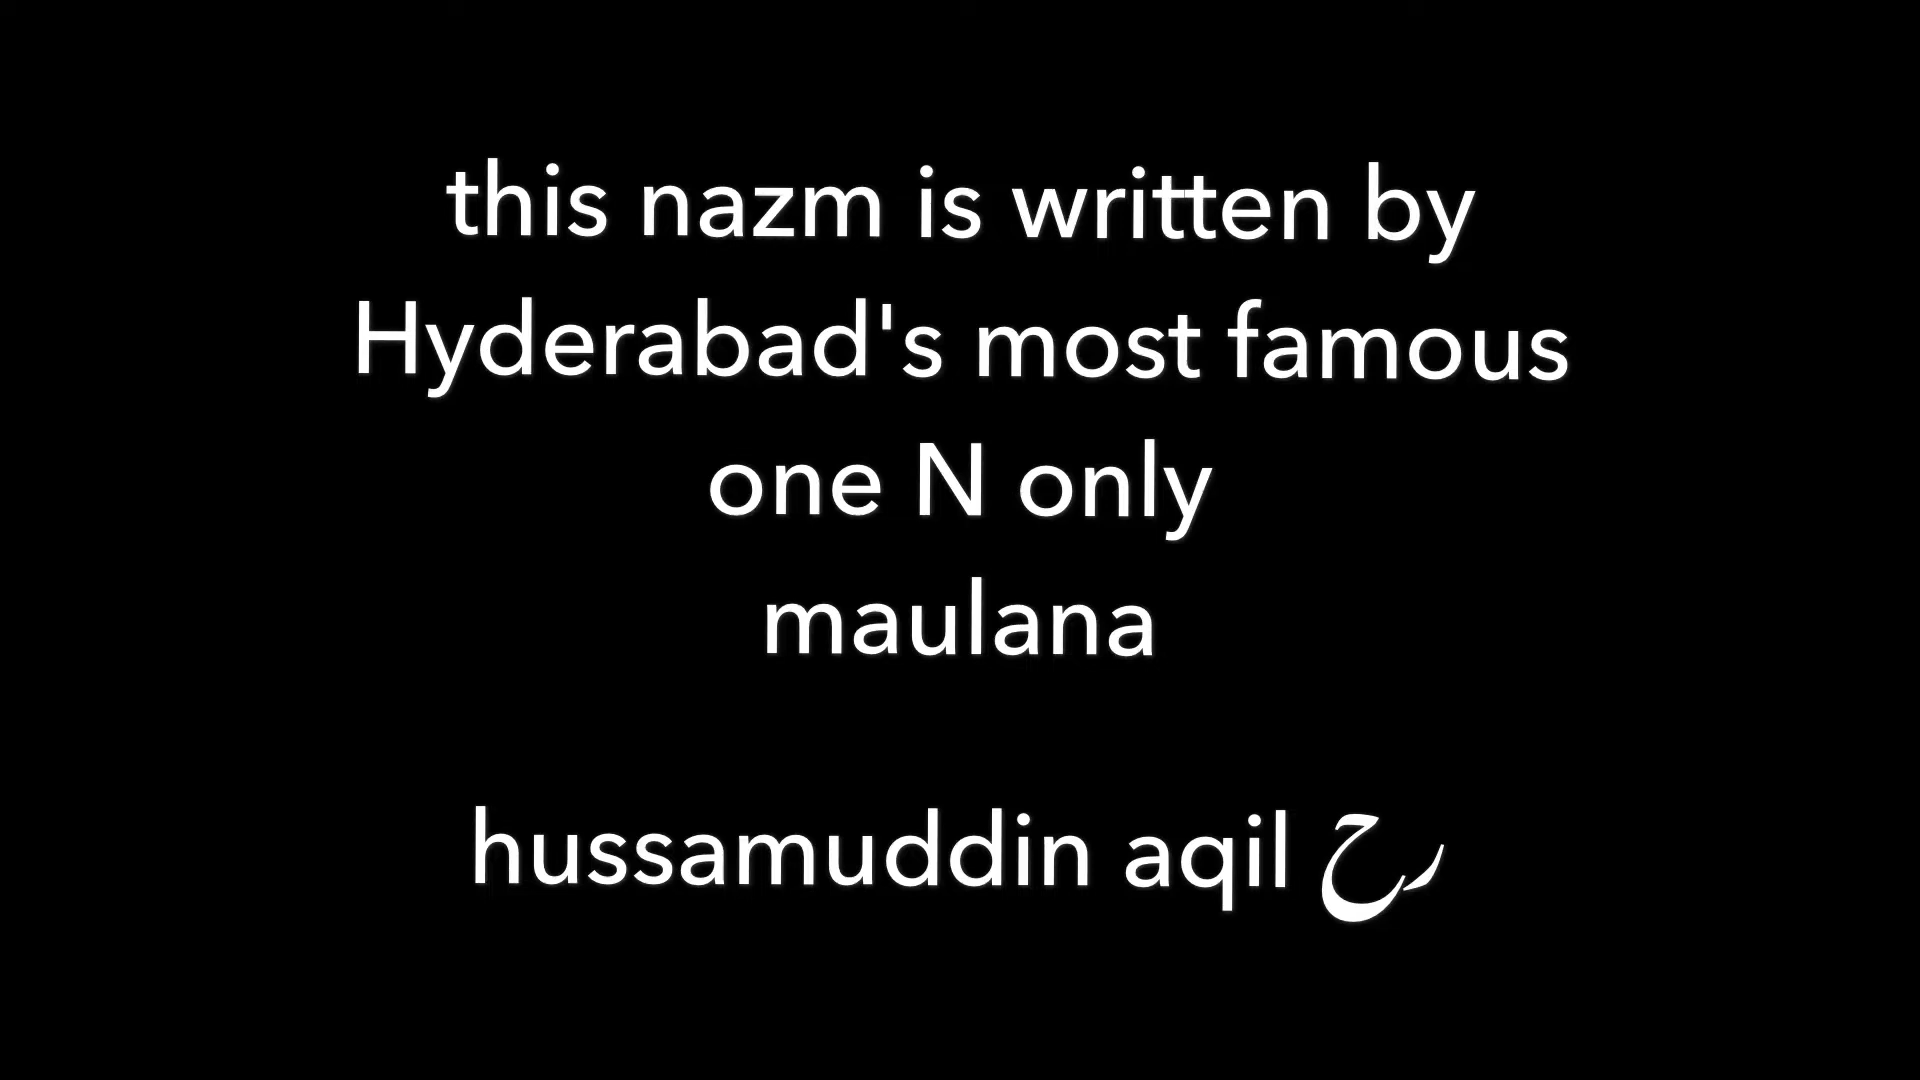 this nazm is written by
Hyderabad's most famous
one N only
maulana
hussamuddin aqil رح